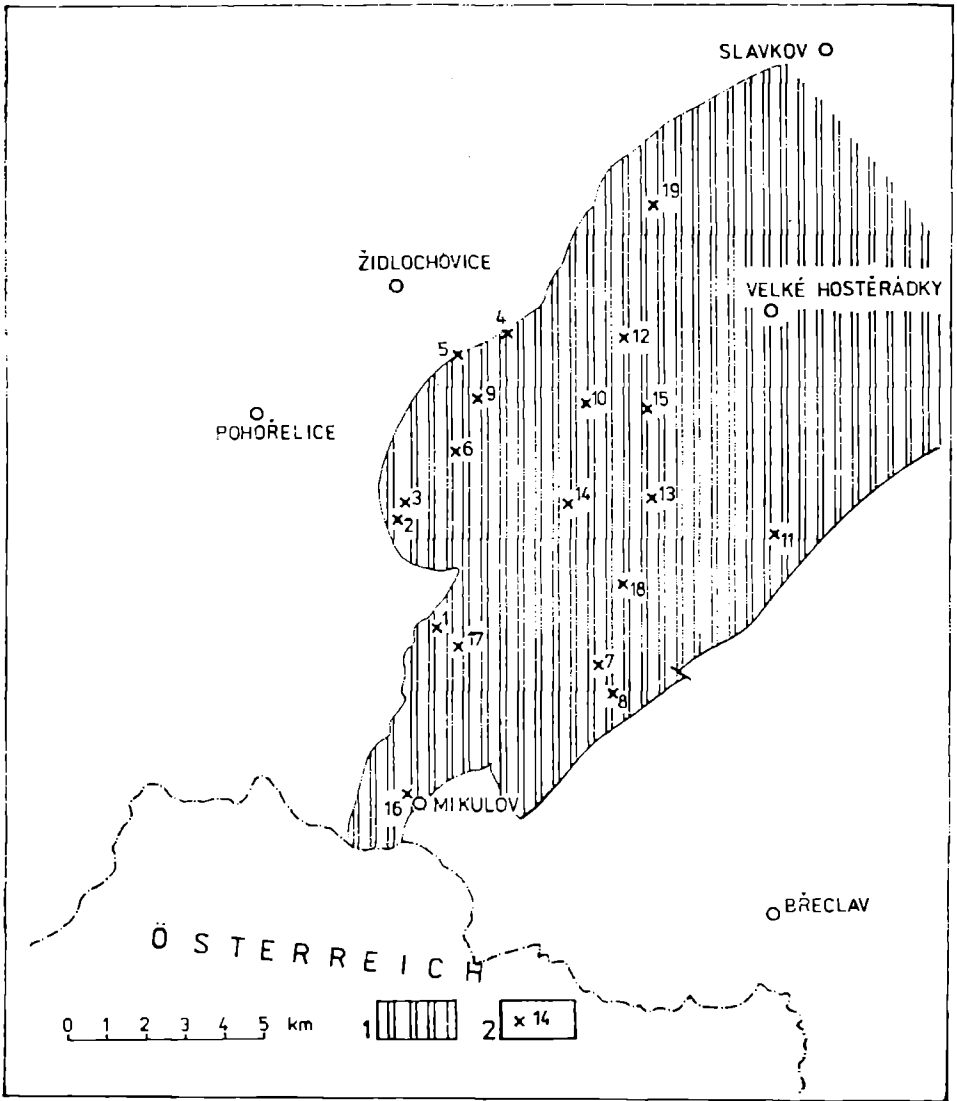 SLAVKOV
19
ŽIDLOCHOVICE
VELKÉ HOSTĚRÁDKY
4
12
5
9
10
15
POHOŘELICE
6
3
14
13
2
11
18
1
17
7
8
16
MIKULOV
BŘECLAV
ÖSTERREICH
0 1 2 3 4 5 km
1
2
14